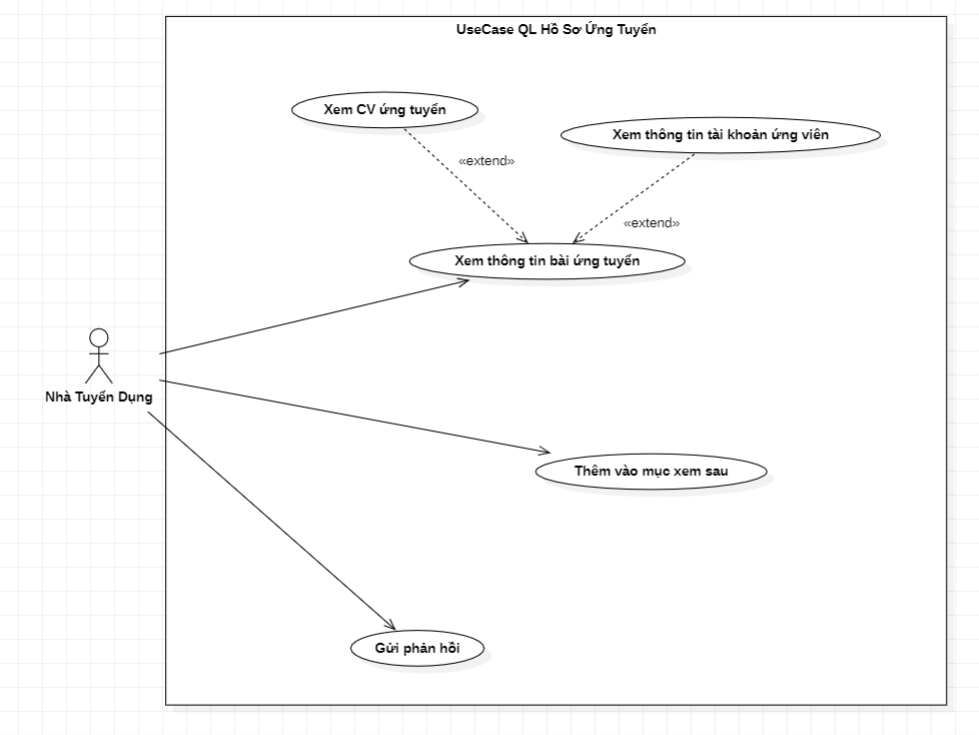 UseCase QL Hồ Sơ Ứng Tuyển
Xem CV ứng tuyển
Xem thông tin tài khoản ứng viên
«extend»
«extend»
Xem thông tin bài ứng tuyển
Nhà Tuyển Dụng
Thêm vào mục xem sau
Gửi phản hồi